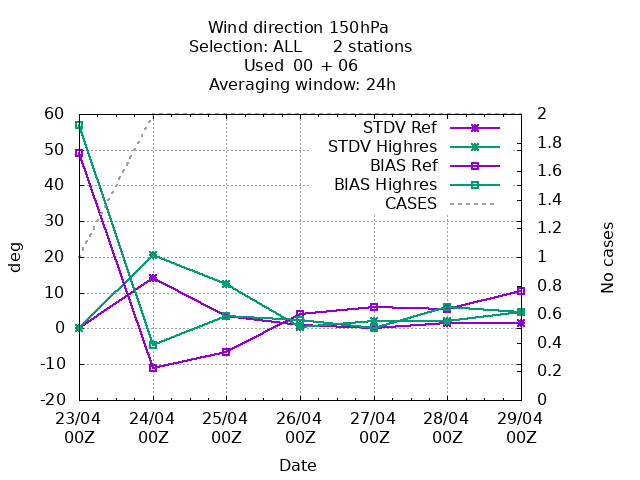 Wind direction 150hPa
Selection: ALL      2 stations
Used  00 + 06
Averaging window: 24h
60
50
40
30
20
10
0
-10
-20
2
1.8
1.6
1.4
1.2
1
0.8
0.6
0.4
0.2
0
STDV Ref
STDV Highres
BIAS Ref
BIAS Highres
CASES
deg
No cases
23/04 24/04 25/04 26/04 27/04 28/04 29/04
00Z 00Z 00Z 00Z 00Z 00Z 00Z
Date